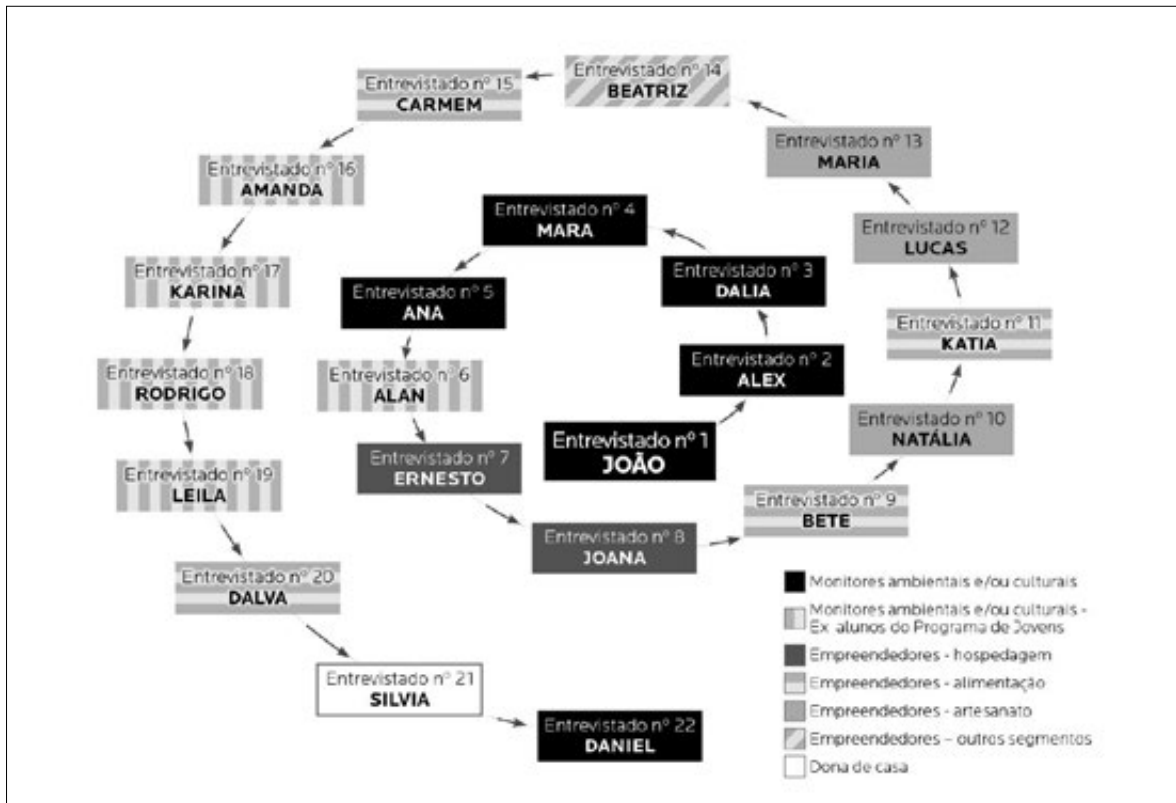 Entrevistado nº 1
JOÃO
Entrevistado nº 2
ALEX
Entrevistado nº 3
DALIA
Entrevistado nº 4
MARA
Entrevistado nº 5
ANA
Entrevistado nº 6
ALAN
Entrevistado nº 7
ERNESTO
Entrevistado nº 8
JOANA
Entrevistado nº 9
BETE
Entrevistado nº 10
NATÁLIA
Entrevistado nº 11
KATIA
Entrevistado nº 12
LUCAS
Entrevistado nº 13
MARIA
Entrevistado nº 14
BEATRIZ
Entrevistado nº 15
CARMEM
Entrevistado nº 16
AMANDA
Entrevistado nº 17
KARINA
Entrevistado nº 18
RODRIGO
Entrevistado nº 19
LEILA
Entrevistado nº 20
DALVA
Entrevistado nº 21
SILVIA
Entrevistado nº 22
DANIEL
Monitores ambientais e/ou culturais
Monitores ambientais e/ou culturais -
Ex alunos do Programa de Jovens
Empreendedores - hospedagem
Empreendedores - alimentação
Empreendedores - artesanato
Empreendedores – outros segmentos
Dona de casa